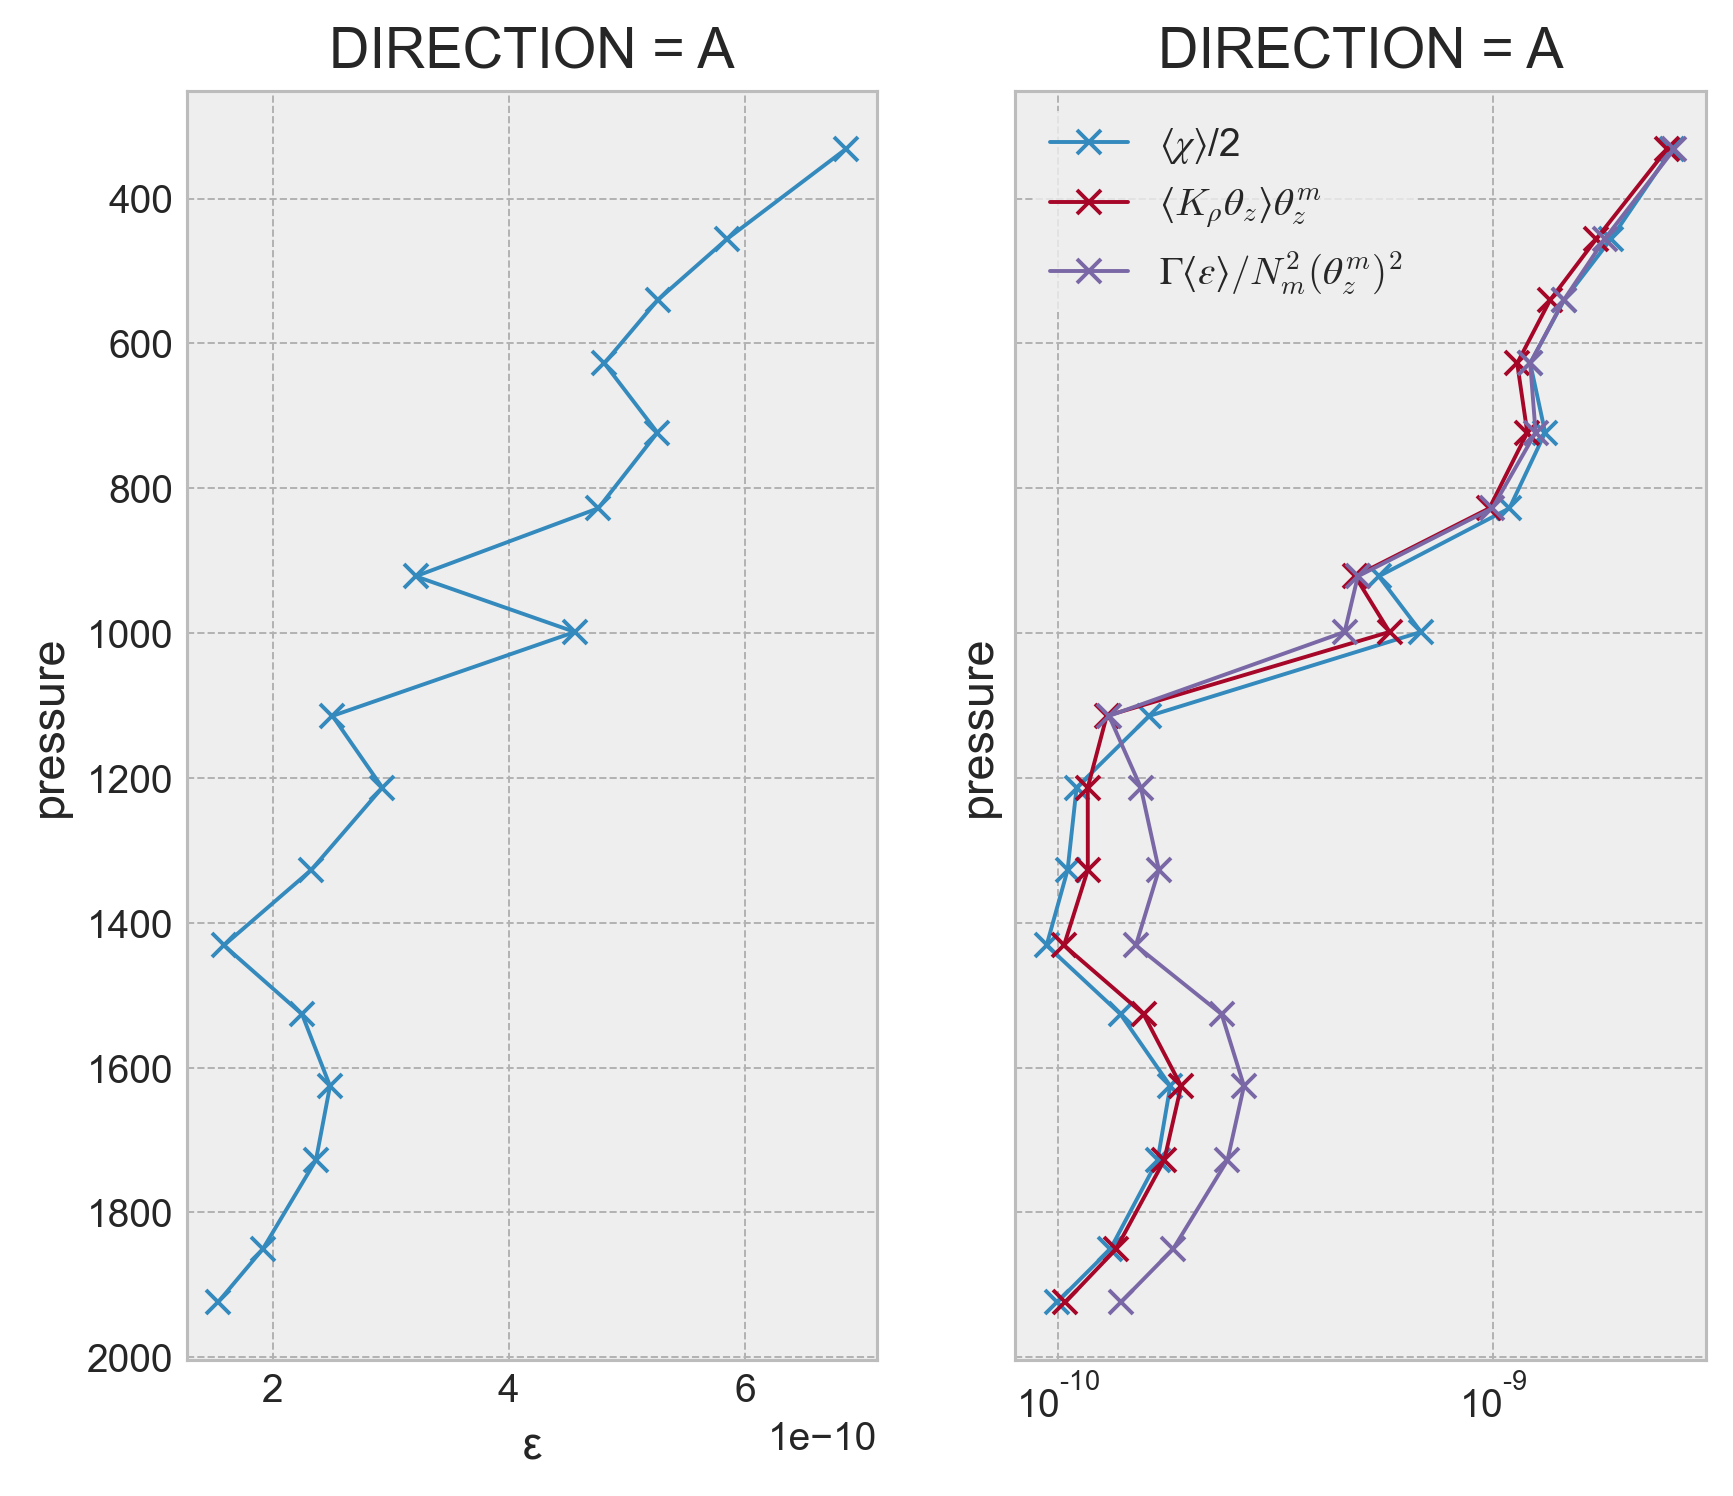 DIRECTION = A
DIRECTION = A
⟨χ⟩/2
⟨K_ρθ_z⟩θ_z^m
Γ⟨ε⟩/N_m^2(θ_z^m)^2
400
600
800
1000
1200
1400
1600
1800
2000
pressure
pressure
2 4 6
1e−10
ε
10^-10 10^-9